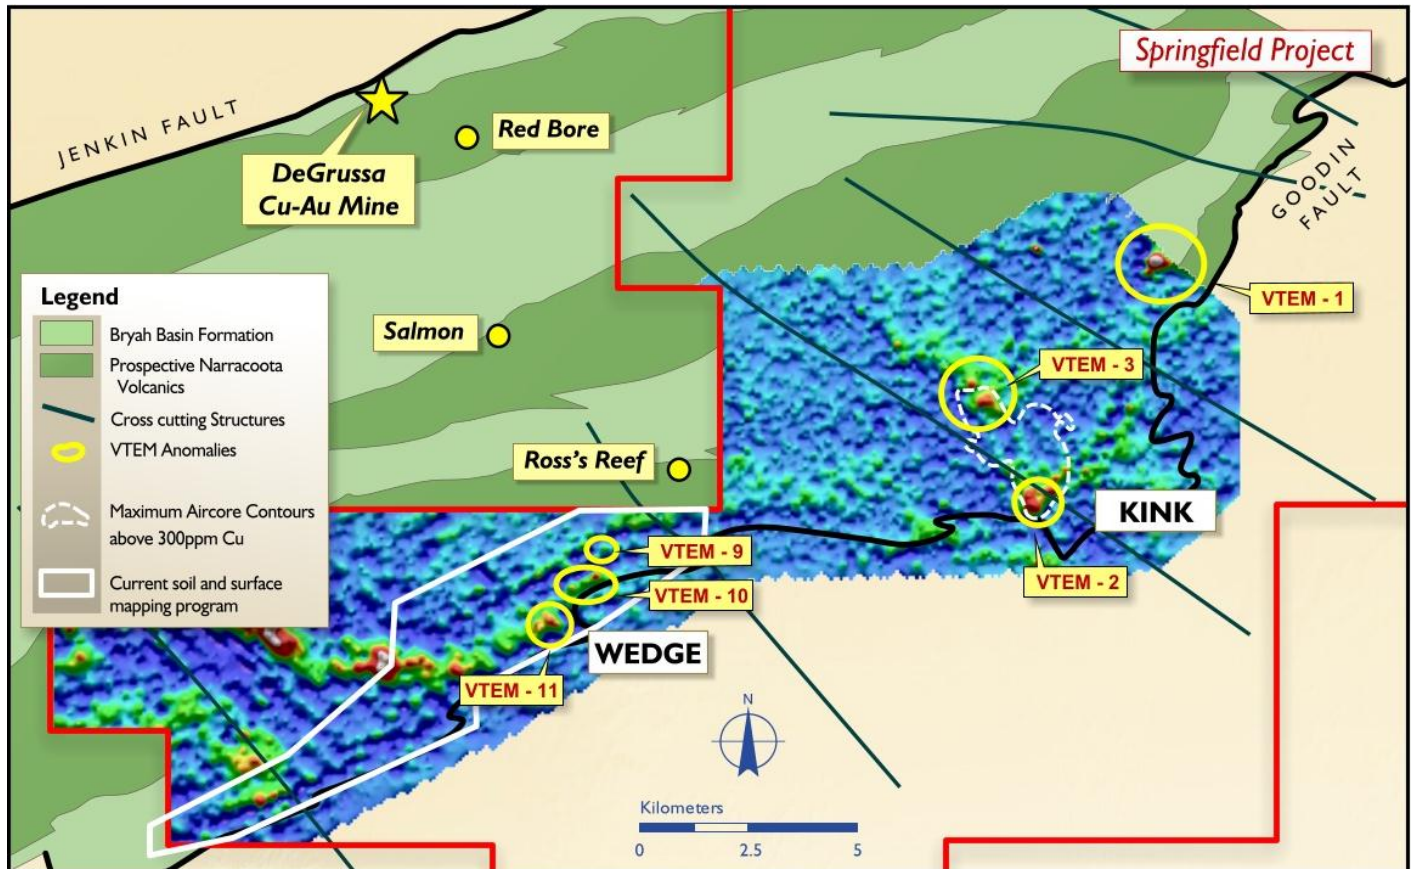 Springfield Project
JENKIN FAULT
Red Bore
DeGrussa
Cu-Au Mine
GOODIN
FAULT
VTEM - 1
Legend
Bryah Basin Formation
Prospective Narracoota
Volcanics
Cross cutting Structures
VTEM Anomalies
Maximum Aircore Contours
above 300ppm Cu
Current soil and surface
mapping program
Salmon
VTEM - 3
Ross's Reef
KINK
VTEM - 9
VTEM - 2
VTEM - 10
WEDGE
VTEM - 11
N
Kilometers
0 2.5 5